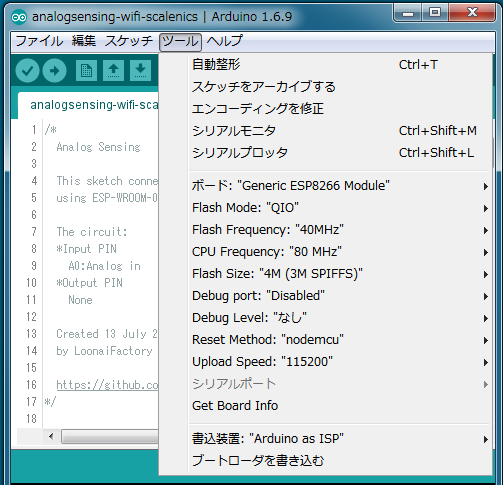 analogsensing-wifi-scalenics | Arduino 1.6.9
ファイル 編集 スケッチ ツール ヘルプ
analogsensing-wifi-sca
自動整形 Ctrl+T
スケッチをアーカイブする
エンコーディングを修正
シリアルモニタ Ctrl+Shift+M
シリアルプロッタ Ctrl+Shift+L
ボード: "Generic ESP8266 Module"
Flash Mode: "QIO"
Flash Frequency: "40MHz"
CPU Frequency: "80 MHz"
Flash Size: "4M (3M SPIFFS)"
Debug port: "Disabled"
Debug Level: "なし"
Reset Method: "nodemcu"
Upload Speed: "115200"
シリアルポート
Get Board Info
書込装置: "Arduino as ISP"
ブートローダを書き込む
1 /*
2 Analog Sensing
3
4 This sketch conne
5 using ESP-WROOM-0
6
7 The circuit:
8 *Input PIN
9 A0:Analog in
10 *Output PIN
11 None
12
13 Created 13 July 2
14 by LoonaiFactory
15
16 https://github.co
17 */
18